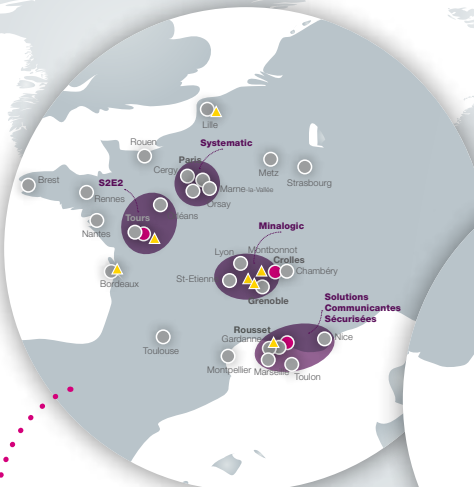 Lille
Systematic
Rouen
Paris
Cergy
Metz
Strasbourg
Brest
S2E2
Rennes
Marne-la-Vallée
Orsay
Tours
léans
Nantes
Minalogic
Lyon
Montbonnot
Crolles
St-Etienn
Chambéry
Bordeaux
Grenoble
Solutions
Communicantes
Sécurisées
Rousset
Gardanne
Nice
Toulouse
Montpellier
Marseille
Toulon